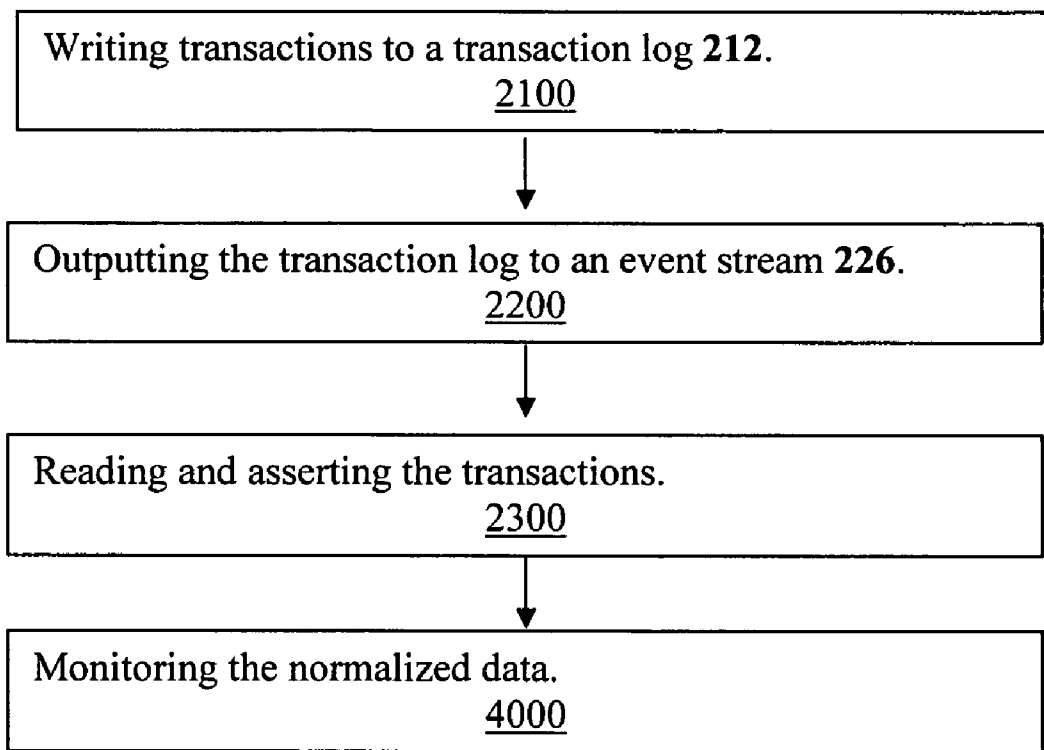 Writing transactions to a transaction log 212.
2100
Outputting the transaction log to an event stream 226.
2200
Reading and asserting the transactions.
2300
Monitoring the normalized data.
4000